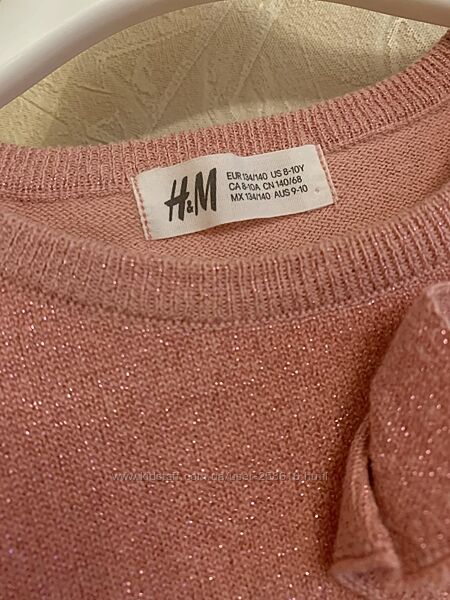 H&M
EUR 134/140 US 8-10Y
CA 8-10A CN 140/68
MX 134/140 AUS 9-10